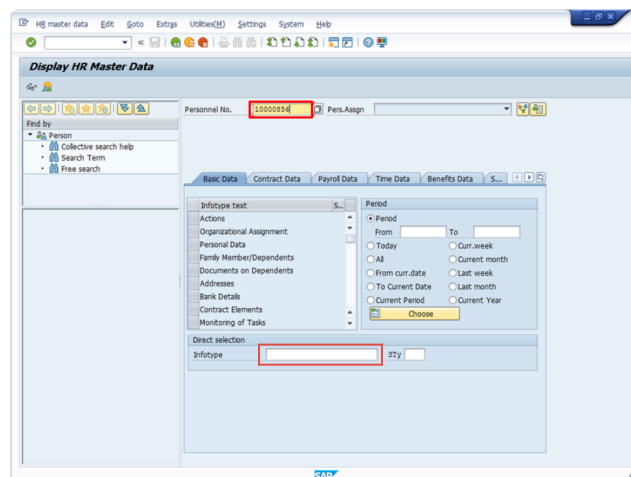 HR master data Edit Goto Extras Utilities(M) Settings System Help
Display HR Master Data
Personnel No. 10000856 Pers.Assgn
Find by
Person
Collective search help
Search Term
Free search
Basic Data Contract Data Payroll Data Time Data Benefits Data S...
Infotype text S..
Actions
Organizational Assignment
Personal Data
Family Member/Dependents
Documents on Dependents
Addresses
Bank Details
Contract Elements
Monitoring of Tasks
Period
Period
From To
Today Curr.week
All Current month
From curr.date Last week
To Current Date Last month
Current Period Current Year
Choose
Direct selection
Infotype STy
SAP